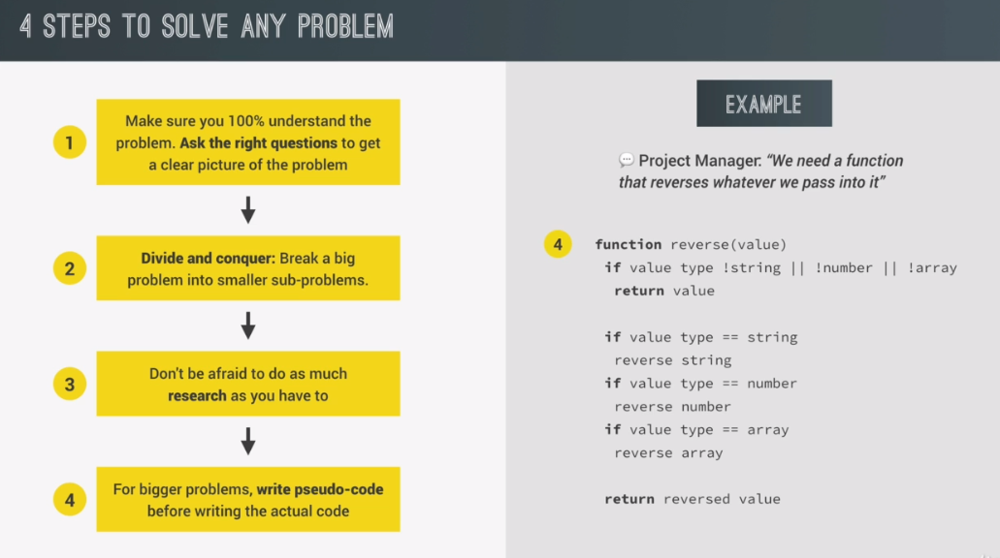 4 STEPS TO SOLVE ANY PROBLEM
1
Make sure you 100% understand the
problem. Ask the right questions to get
a clear picture of the problem
2
Divide and conquer: Break a big
problem into smaller sub-problems.
3
Don't be afraid to do as much
research as you have to
4
For bigger problems, write pseudo-code
before writing the actual code
EXAMPLE
💬 Project Manager: “We need a function
that reverses whatever we pass into it”
4
function reverse(value)
if value type !string || !number || !array
return value
if value type == string
reverse string
if value type == number
reverse number
if value type == array
reverse array
return reversed value